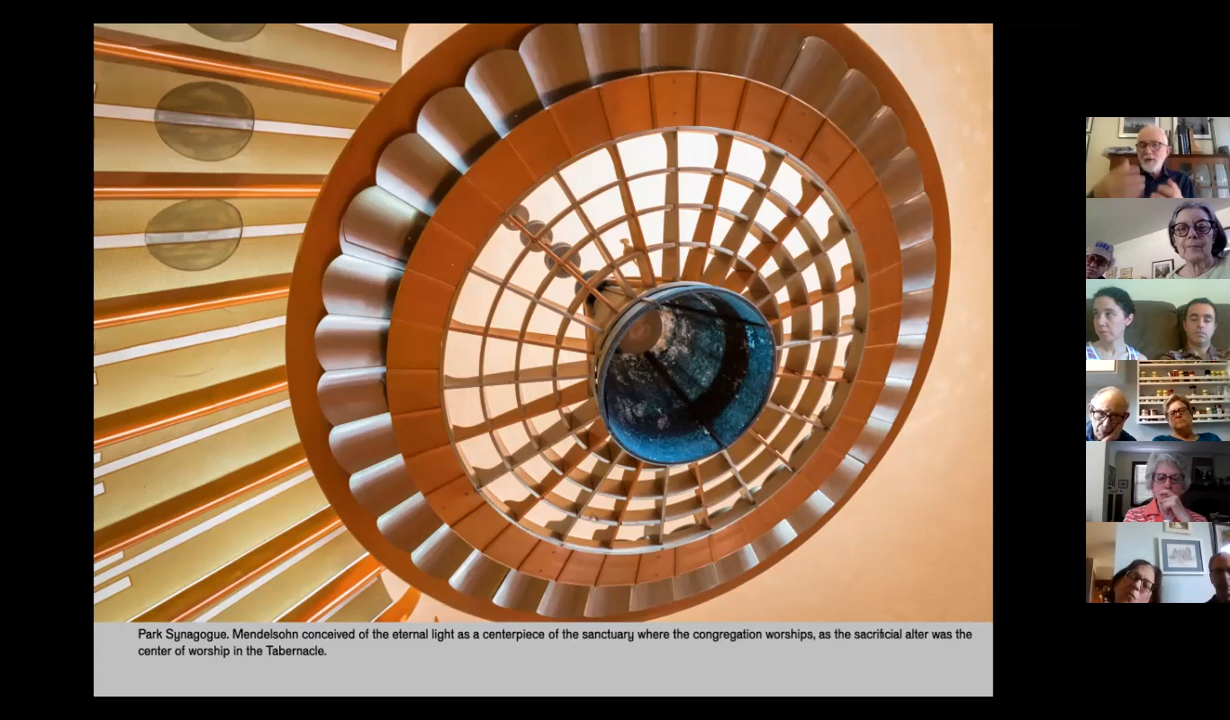 Park Synagogue. Mendelsohn conceived of the eternal light as a centerpiece of the sanctuary where the congregation worships, as the sacrificial alter was the
center of worship in the Tabernacle.